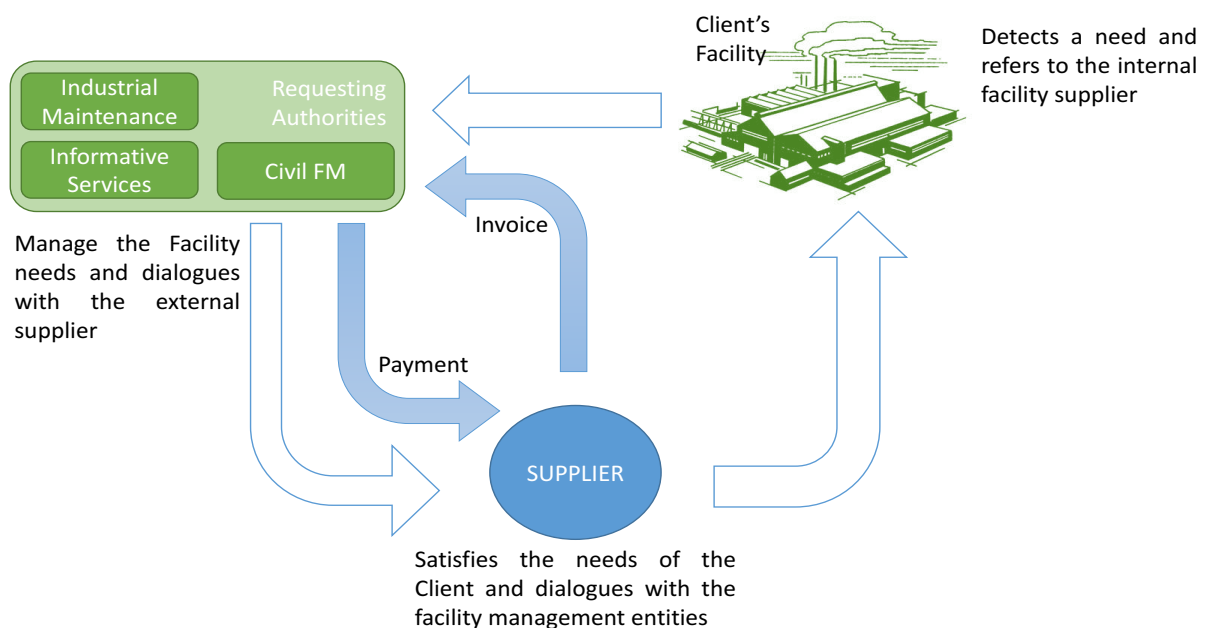 Client's
Facility
Detects a need and
refers to the internal
facility supplier
Industrial
Maintenance
Requesting
Authorities
Informative
Services
Civil FM
Invoice
Manage the Facility
needs and dialogues
with the external
supplier
Payment
SUPPLIER
Satisfies the needs of the
Client and dialogues with the
facility management entities